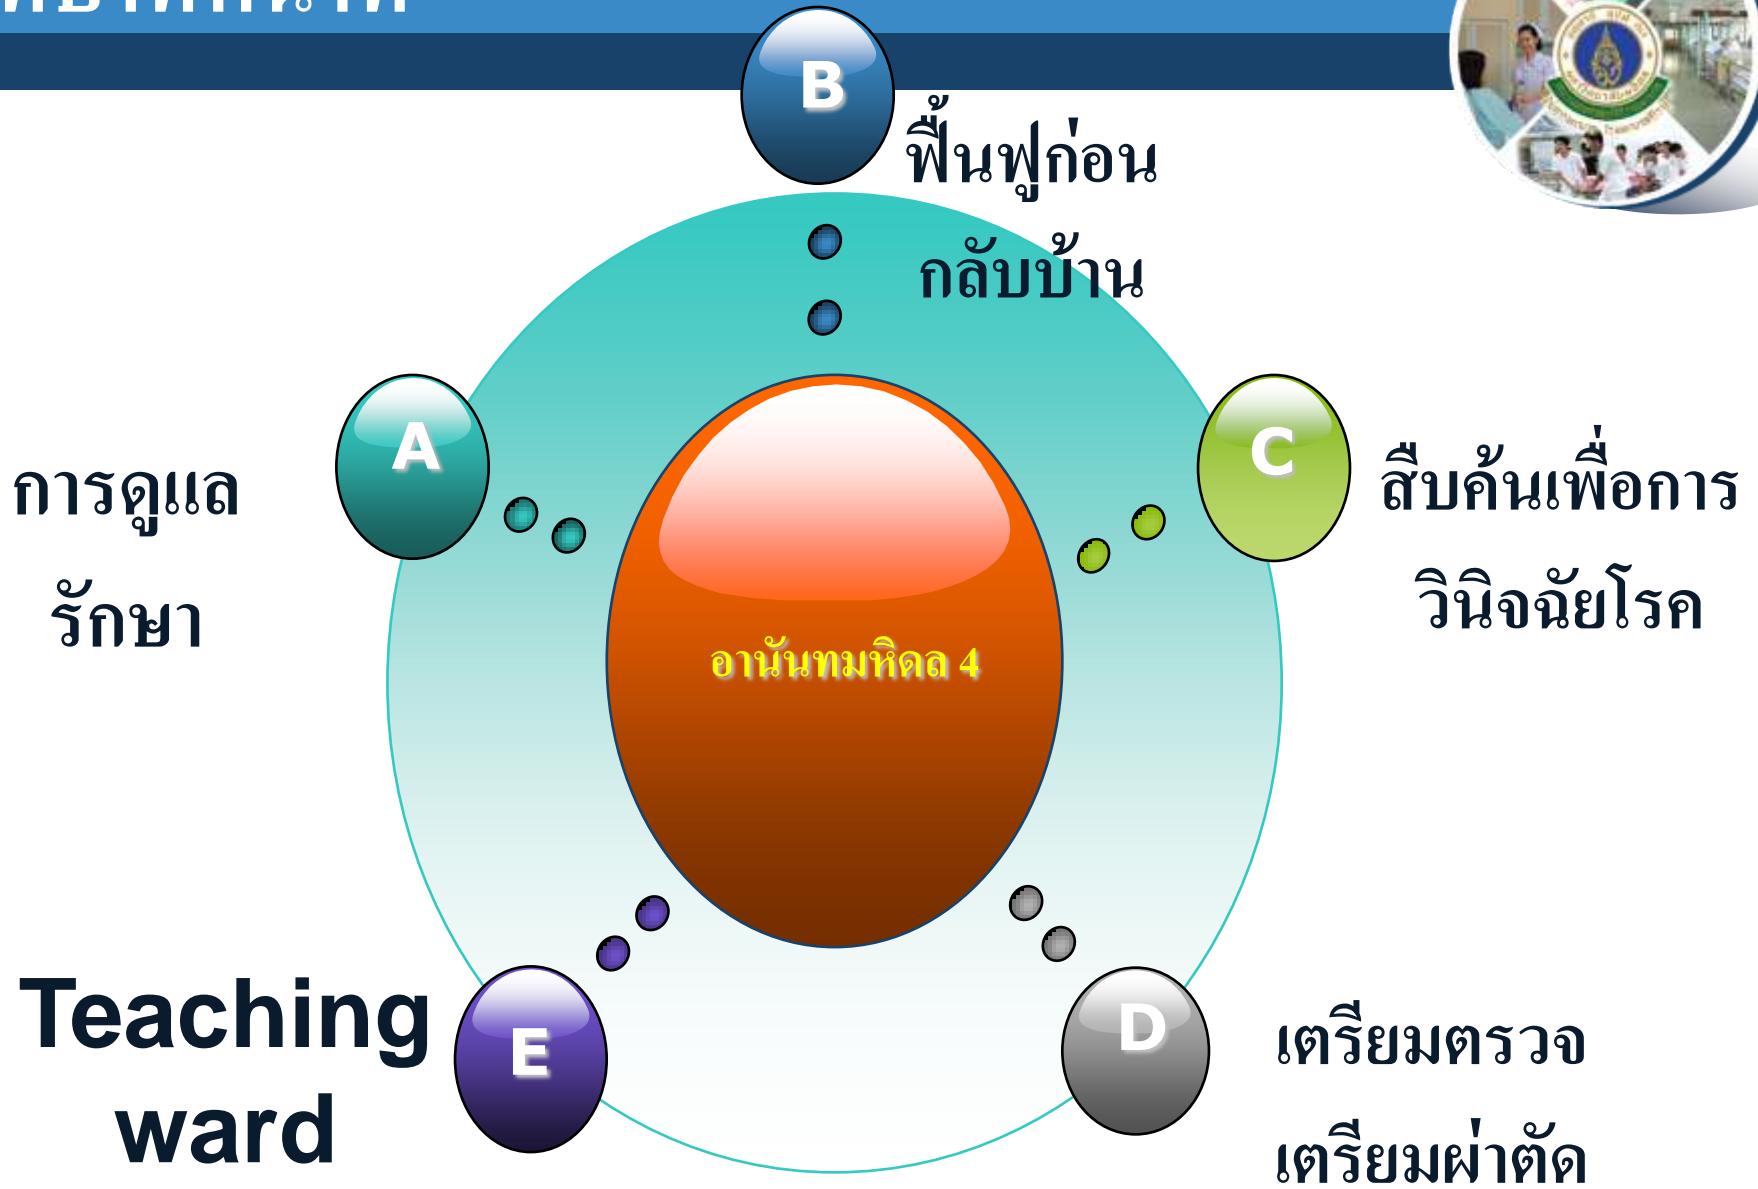 B
ฟื้นฟูก่อน
กลับบ้าน
A
การดูแล
รักษา
C
สืบค้นเพื่อการ
วินิจฉัยโรค
อานันทมหิดล 4
Teaching
ward
E
D
เตรียมตรวจ
เตรียมผ่าตัด